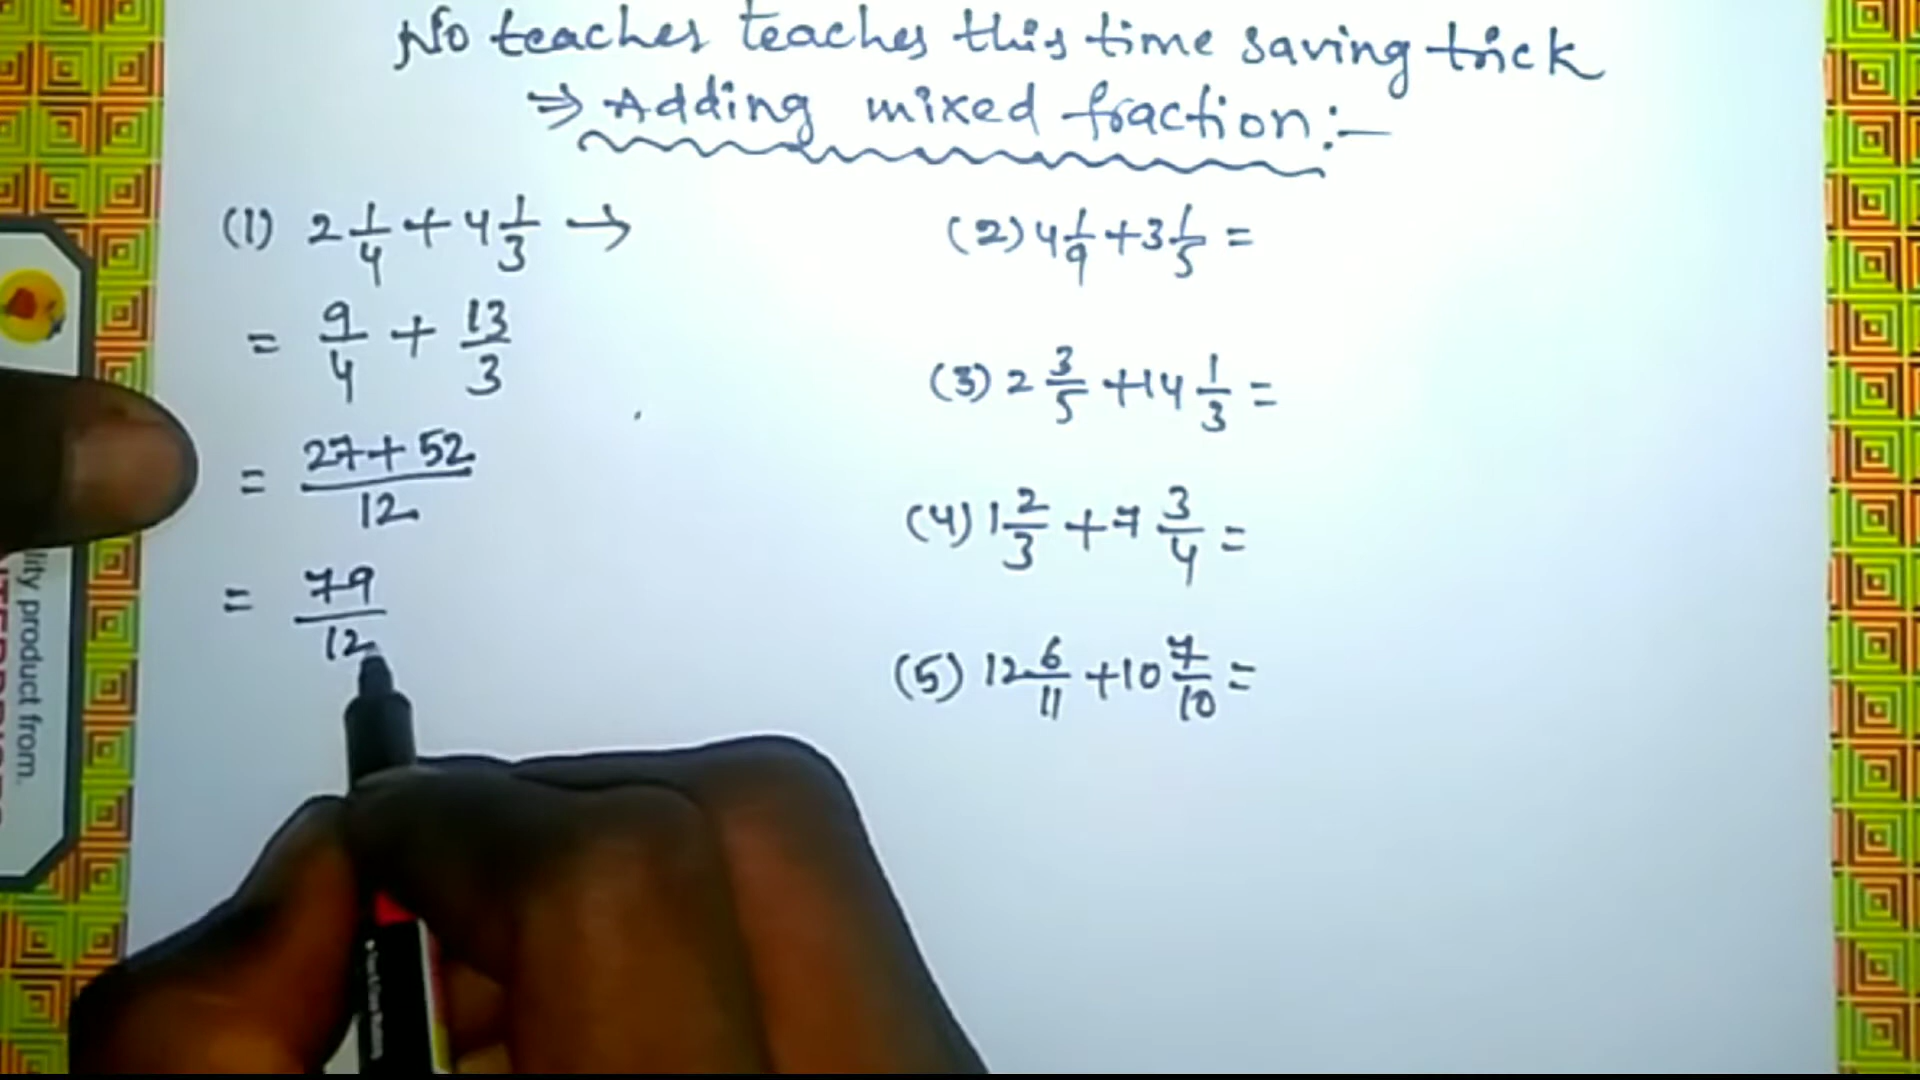 No teacher teaches this time saving trick
⇒ Adding mixed fraction:-
(1) 2 1/4 + 4 1/3 →
= 9/4 + 13/3
= 27+52/12
= 79/12
(2) 4 1/9 + 3 1/5 =
(3) 2 3/5 + 14 1/3 =
(4) 1 2/3 + 7 3/4 =
(5) 12 6/11 + 10 7/10 =
lity product from.